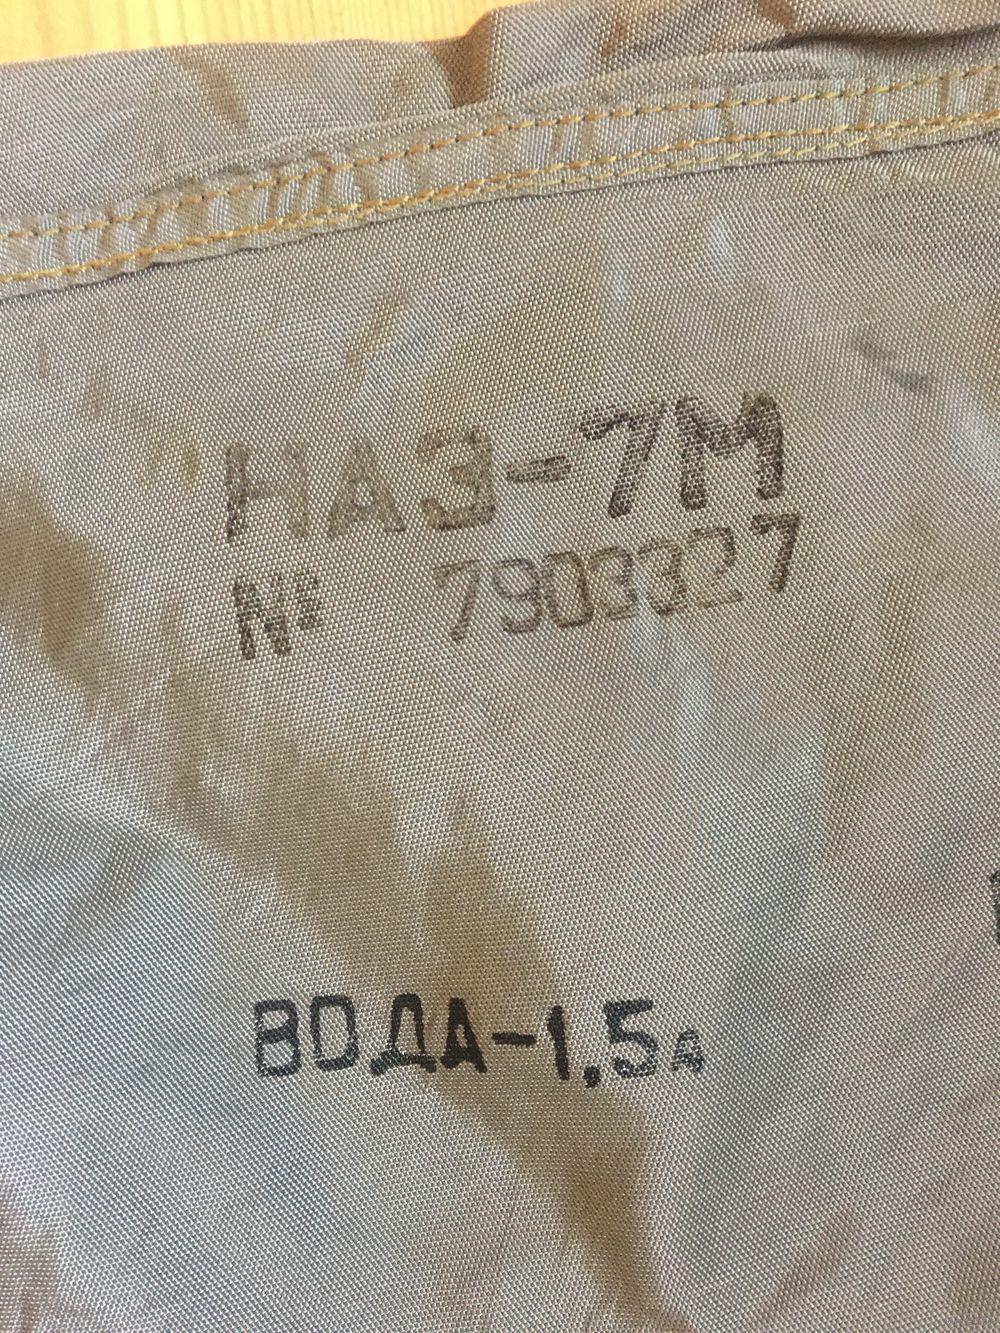 НАЗ-7М
№ 7903327
ВОДА-1,5л